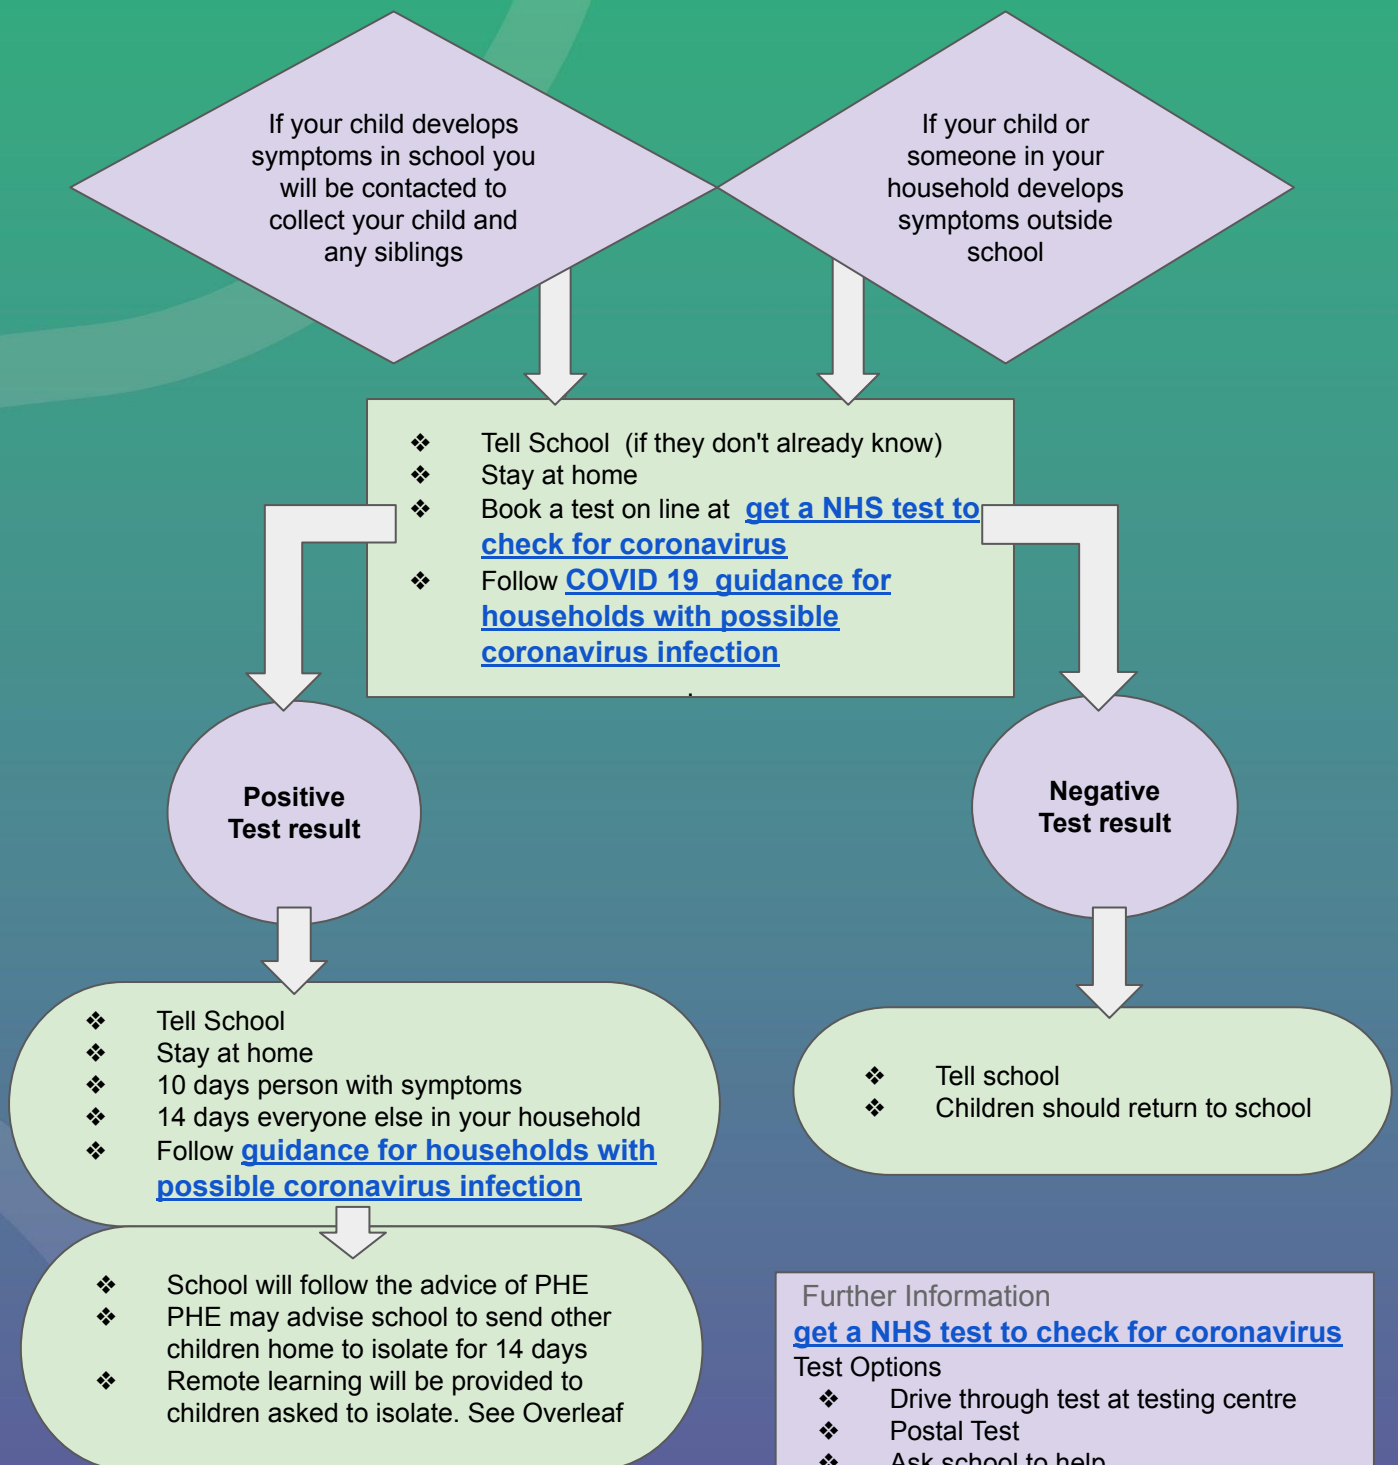 If your child develops
symptoms in school you
will be contacted to
collect your child and
any siblings
If your child or
someone in your
household develops
symptoms outside
school
❖ Tell School (if they don't already know)
❖ Stay at home
❖ Book a test on line at get a NHS test to
check for coronavirus
❖ Follow COVID 19 guidance for
households with possible
coronavirus infection
.
Positive
Test result
Negative
Test result
❖ Tell School
❖ Stay at home
❖ 10 days person with symptoms
❖ 14 days everyone else in your household
❖ Follow guidance for households with
possible coronavirus infection
❖ Tell school
❖ Children should return to school
❖ School will follow the advice of PHE
❖ PHE may advise school to send other
children home to isolate for 14 days
❖ Remote learning will be provided to
children asked to isolate. See Overleaf
Further Information
get a NHS test to check for coronavirus
Test Options
❖ Drive through test at testing centre
❖ Postal Test
❖ Ask school to help